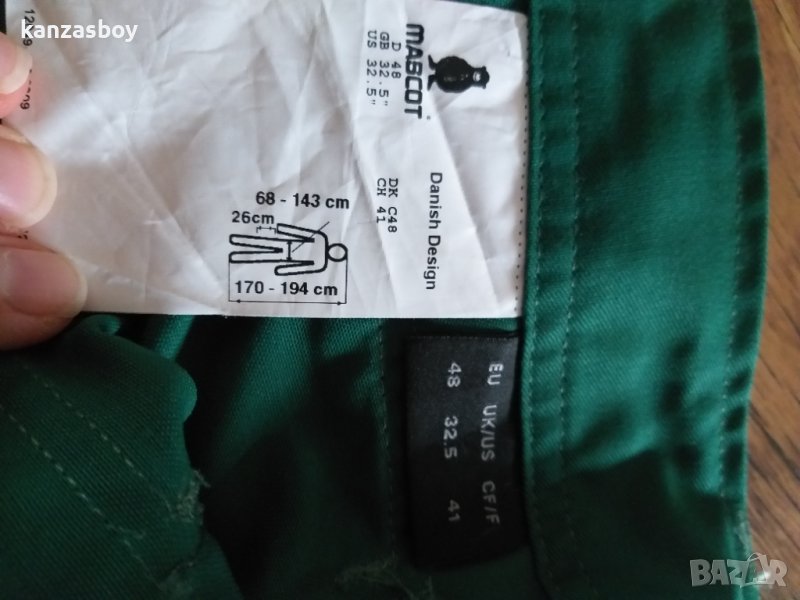 kanzasboy
MASCOT®
D 48
GB 32.5"
US 32.5"
DK C48
CH 41
Danish Design
68 - 143 cm
26cm
170 - 194 cm
EU UK/US CF/F
48 32.5 41
BAZAR